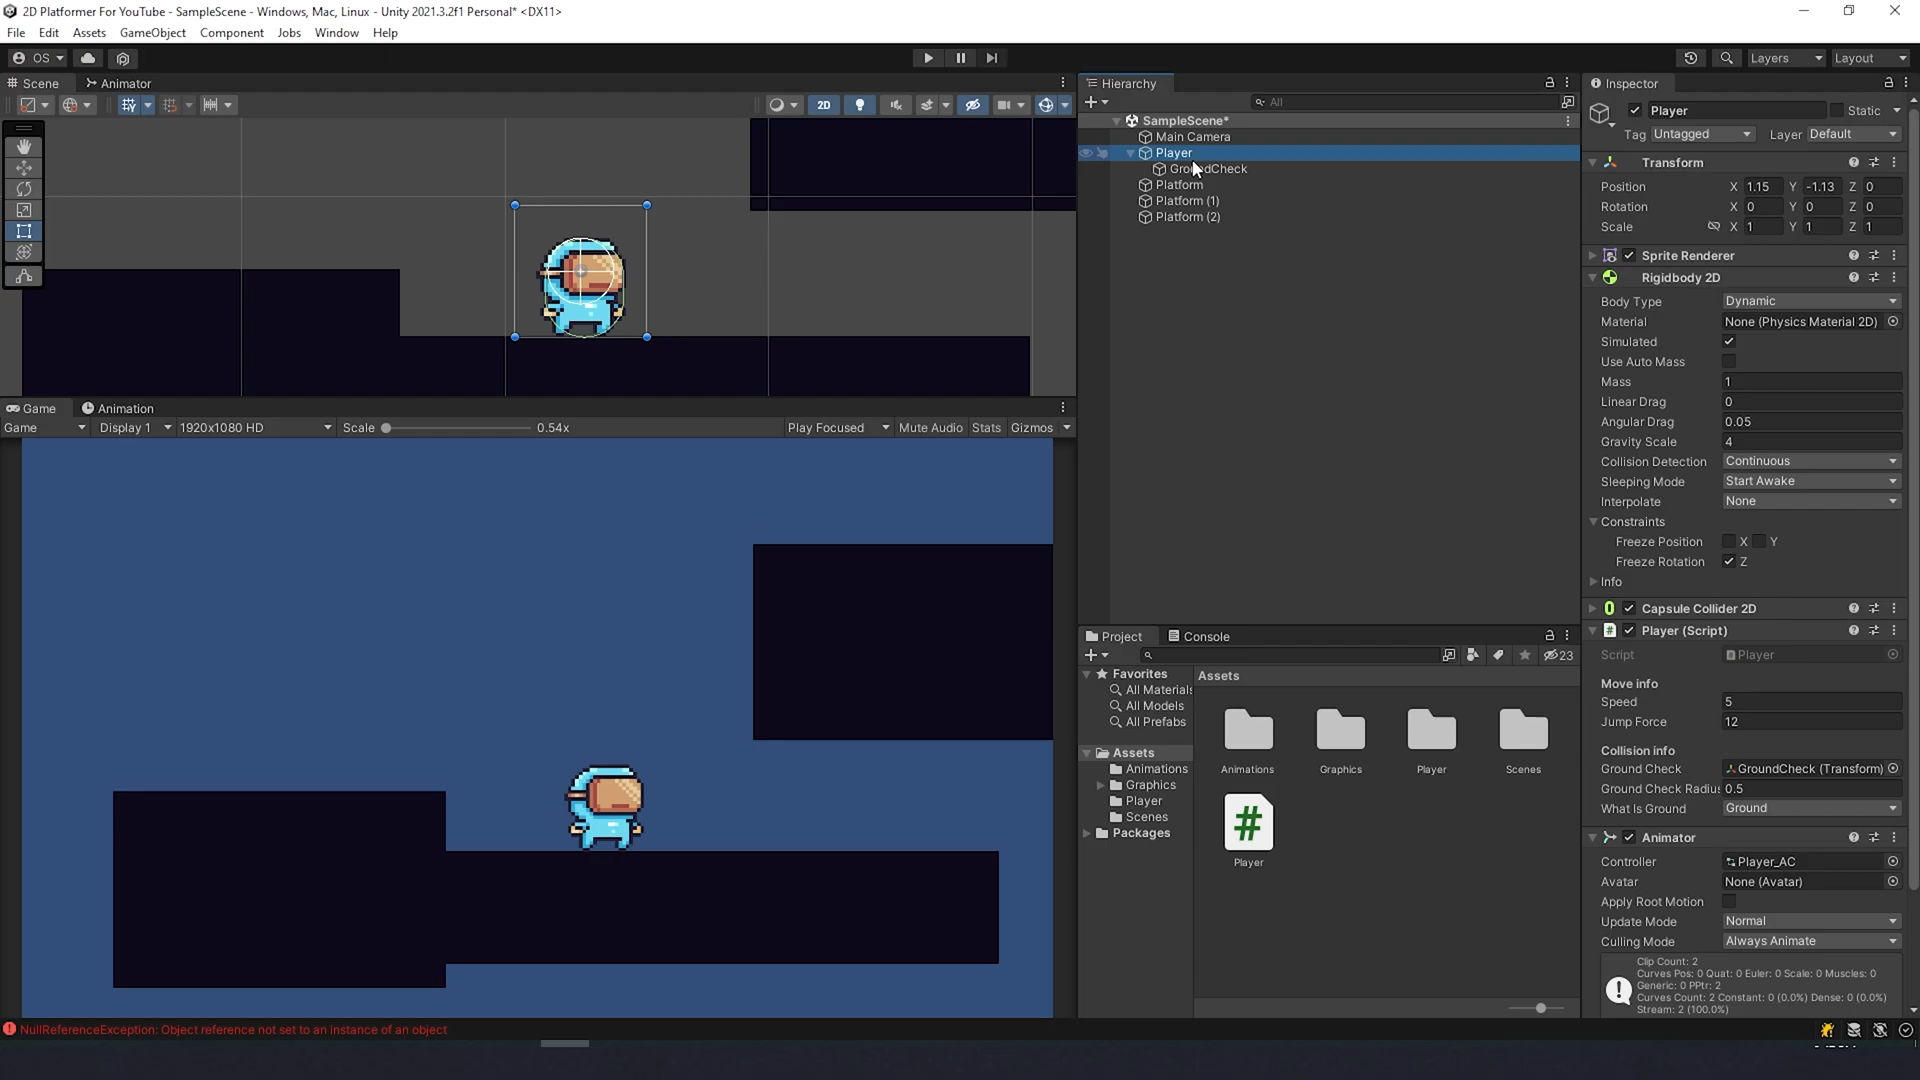 2D Platformer For YouTube - SampleScene - Windows, Mac, Linux - Unity 2021.3.2f1 Personal* <DX11>
File Edit Assets GameObject Component Jobs Window Help
OS Layers Layout
Scene Animator
2D
Game Animation
Game Display 1 1920x1080 HD Scale 0.54x Play Focused Mute Audio Stats Gizmos
Hierarchy
All
SampleScene*
Main Camera
Player
GroundCheck
Platform
Platform (1)
Platform (2)
Project Console
23
Favorites
All Materials
All Models
All Prefabs
Assets
Animations
Graphics
Player
Scenes
Packages
Assets
Animations Graphics Player Scenes
Player
Inspector
Player Static
Tag Untagged Layer Default
Transform
Position X 1.15 Y -1.13 Z 0
Rotation X 0 Y 0 Z 0
Scale X 1 Y 1 Z 1
Sprite Renderer
Rigidbody 2D
Body Type Dynamic
Material None (Physics Material 2D)
Simulated
Use Auto Mass
Mass 1
Linear Drag 0
Angular Drag 0.05
Gravity Scale 4
Collision Detection Continuous
Sleeping Mode Start Awake
Interpolate None
Constraints
Freeze Position X Y
Freeze Rotation Z
Info
Capsule Collider 2D
Player (Script)
Script Player
Move info
Speed 5
Jump Force 12
Collision info
Ground Check GroundCheck (Transform)
Ground Check Radiu 0.5
What Is Ground Ground
Animator
Controller Player_AC
Avatar None (Avatar)
Apply Root Motion
Update Mode Normal
Culling Mode Always Animate
Clip Count: 2
Curves Pos: 0 Quat: 0 Euler: 0 Scale: 0 Muscles: 0
Generic: 0 PPtr: 2
Curves Count: 2 Constant: 0 (0.0%) Dense: 0 (0.0%)
Stream: 2 (100.0%)
NullReferenceException: Object reference not set to an instance of an object